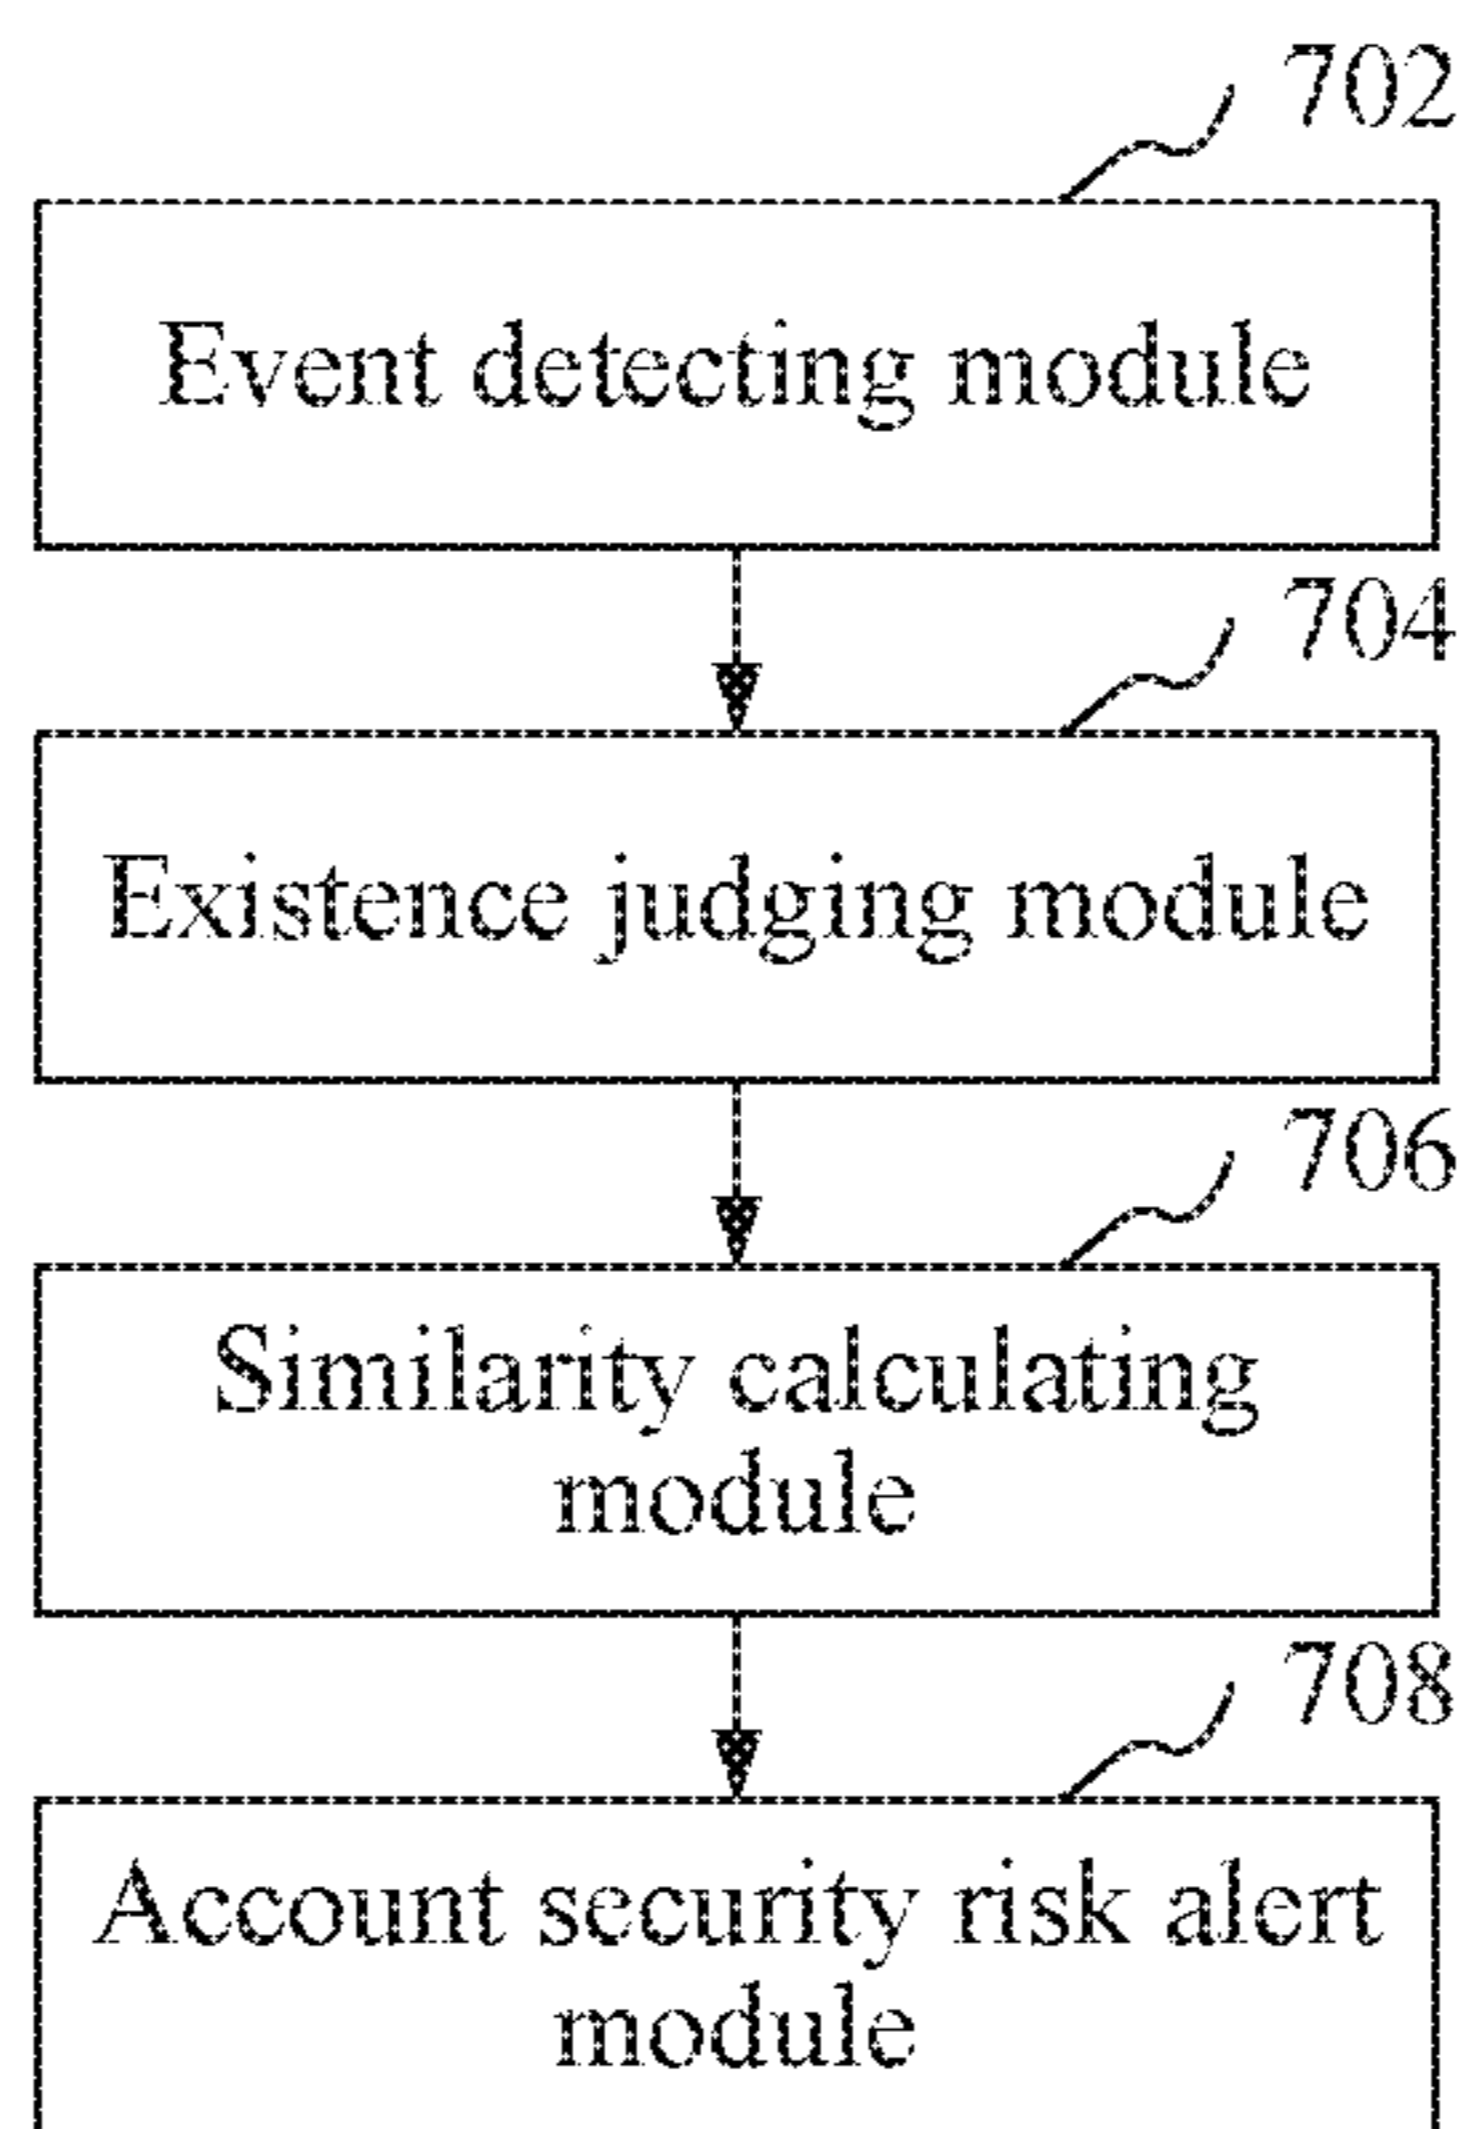 702
Event detecting module
704
Existence judging module
706
Similarity calculating
module
708
Account security risk alert
module